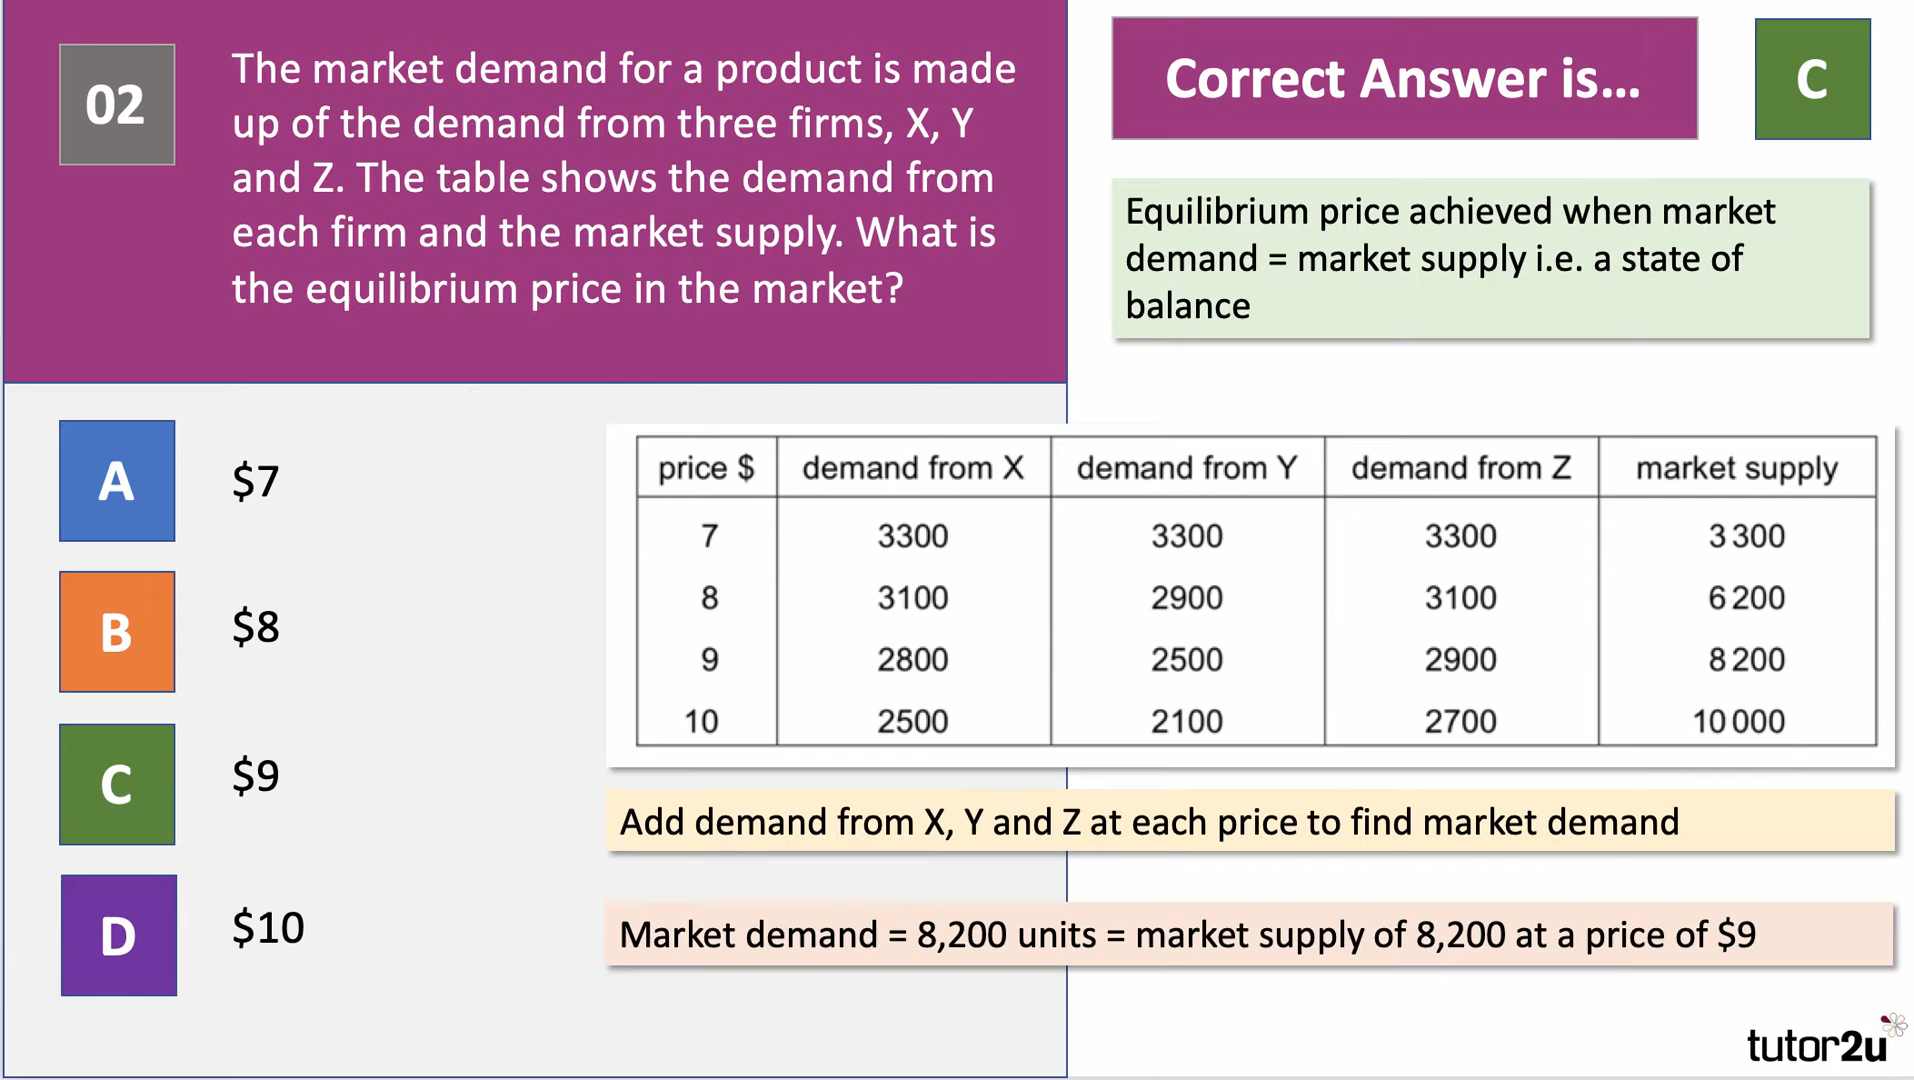 02
The market demand for a product is made
up of the demand from three firms, X, Y
and Z. The table shows the demand from
each firm and the market supply. What is
the equilibrium price in the market?
Correct Answer is...
C
Equilibrium price achieved when market
demand = market supply i.e. a state of
balance
A $7
B $8
C $9
D $10
price $ demand from X demand from Y demand from Z market supply
7 3300 3300 3300 3 300
8 3100 2900 3100 6 200
9 2800 2500 2900 8 200
10 2500 2100 2700 10 000
Add demand from X, Y and Z at each price to find market demand
Market demand = 8,200 units = market supply of 8,200 at a price of $9
tutor2u